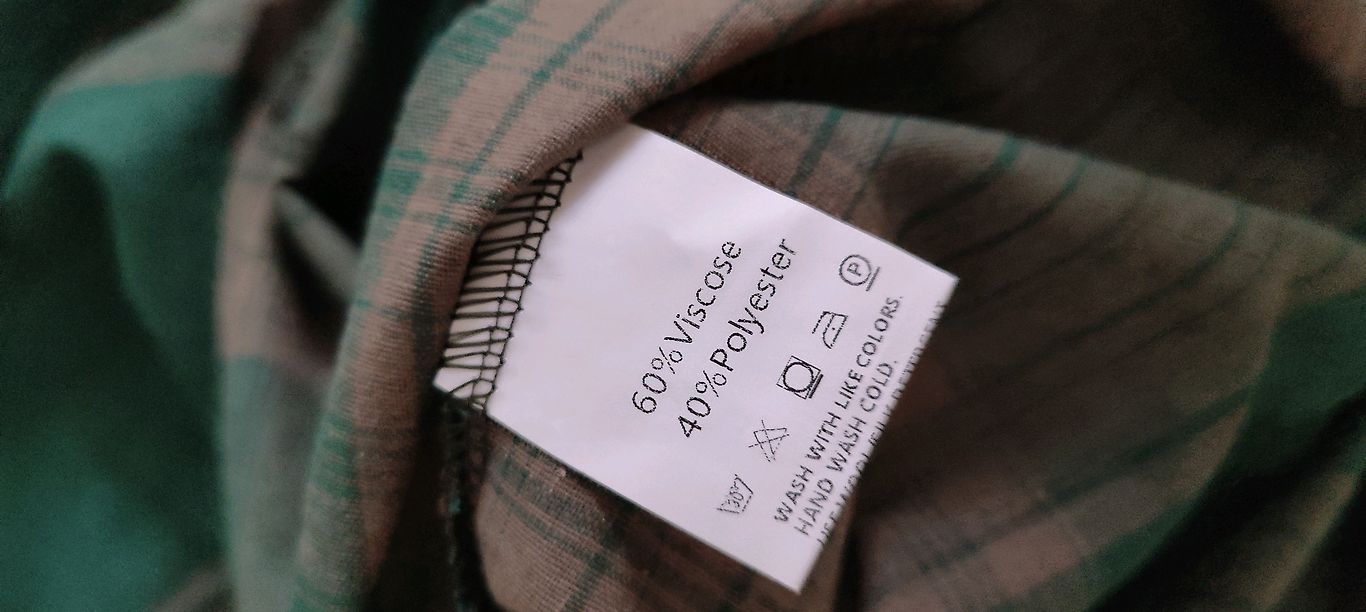 60%Viscose
40%Polyester
30°
P
WASH WITH LIKE COLORS.
HAND WASH COLD.